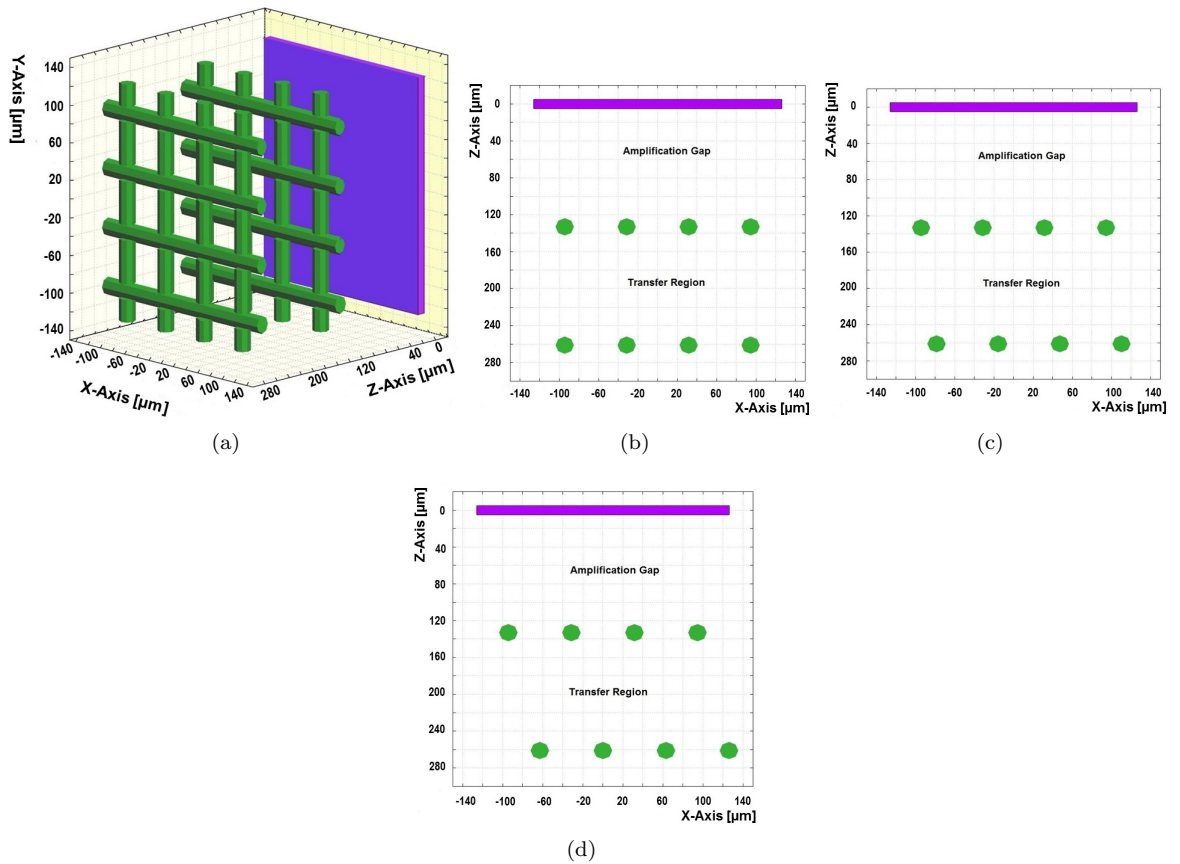 Y-Axis [μm]
140
100
60
20
-20
-60
-100
-140
-140
-100
-60
-20
20
60
100
140
X-Axis [μm]
280
200
120
40
0
Z-Axis [μm]
(a)
Z-Axis [μm]
0
40
80
120
160
200
240
280
Amplification Gap
Transfer Region
-140 -100 -60 -20 20 60 100 140
X-Axis [μm]
(b)
Z-Axis [μm]
0
40
80
120
160
200
240
280
Amplification Gap
Transfer Region
-140 -100 -60 -20 20 60 100 140
X-Axis [μm]
(c)
Z-Axis [μm]
0
40
80
120
160
200
240
280
Amplification Gap
Transfer Region
-140 -100 -60 -20 20 60 100 140
X-Axis [μm]
(d)